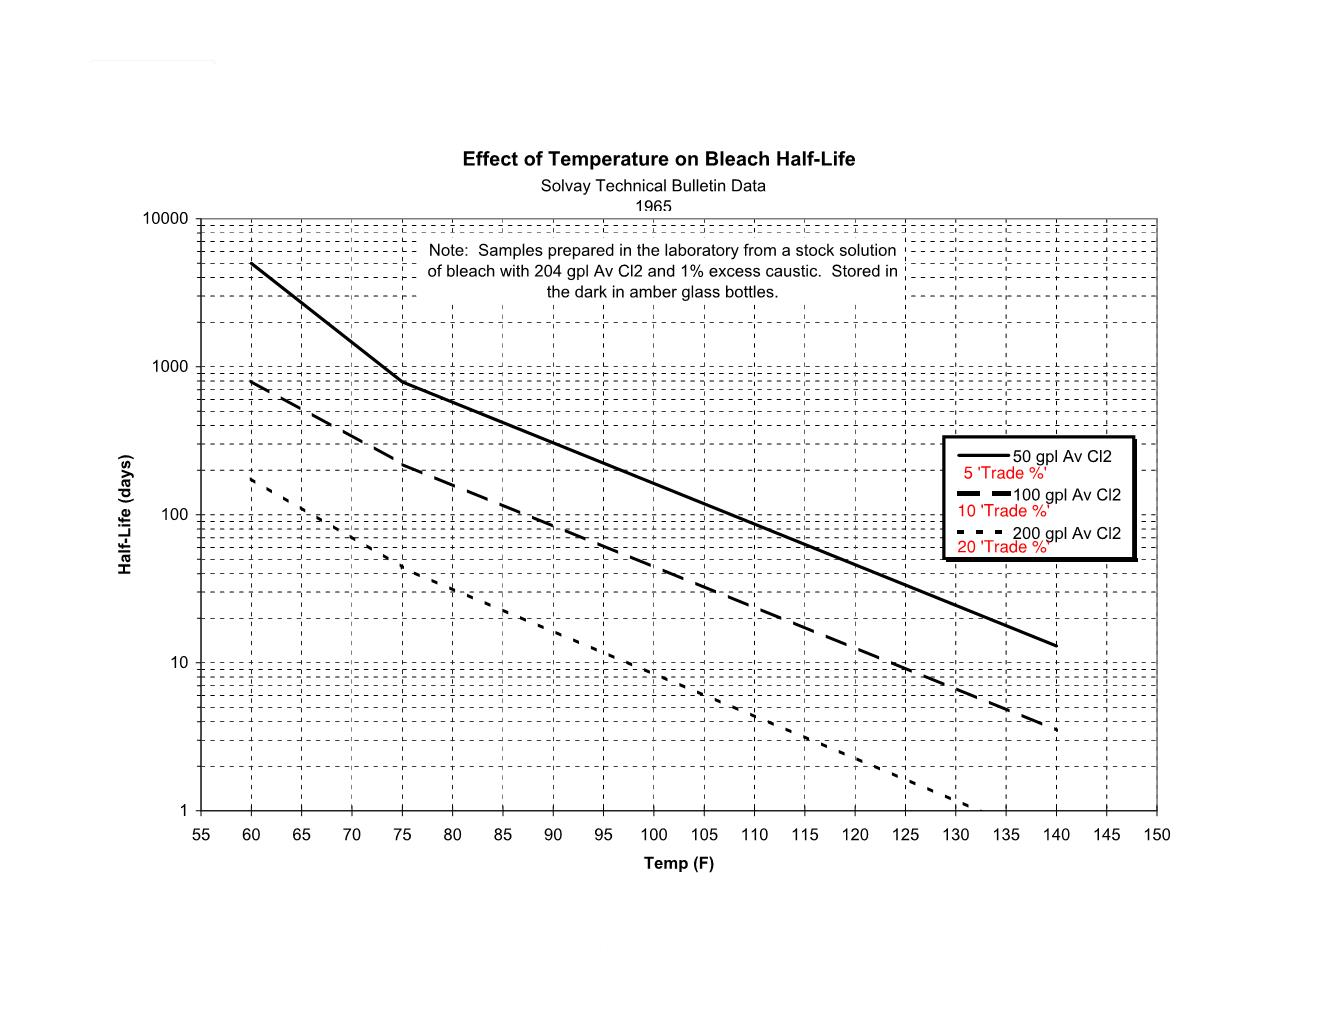 Effect of Temperature on Bleach Half-Life
Solvay Technical Bulletin Data
1965
Note:  Samples prepared in the laboratory from a stock solution
of bleach with 204 gpl Av Cl2 and 1% excess caustic.  Stored in
the dark in amber glass bottles.
10000
1000
100
10
1
Half-Life (days)
50 gpl Av Cl2
5 'Trade %'
100 gpl Av Cl2
10 'Trade %'
200 gpl Av Cl2
20 'Trade %'
55 60 65 70 75 80 85 90 95 100 105 110 115 120 125 130 135 140 145 150
Temp (F)